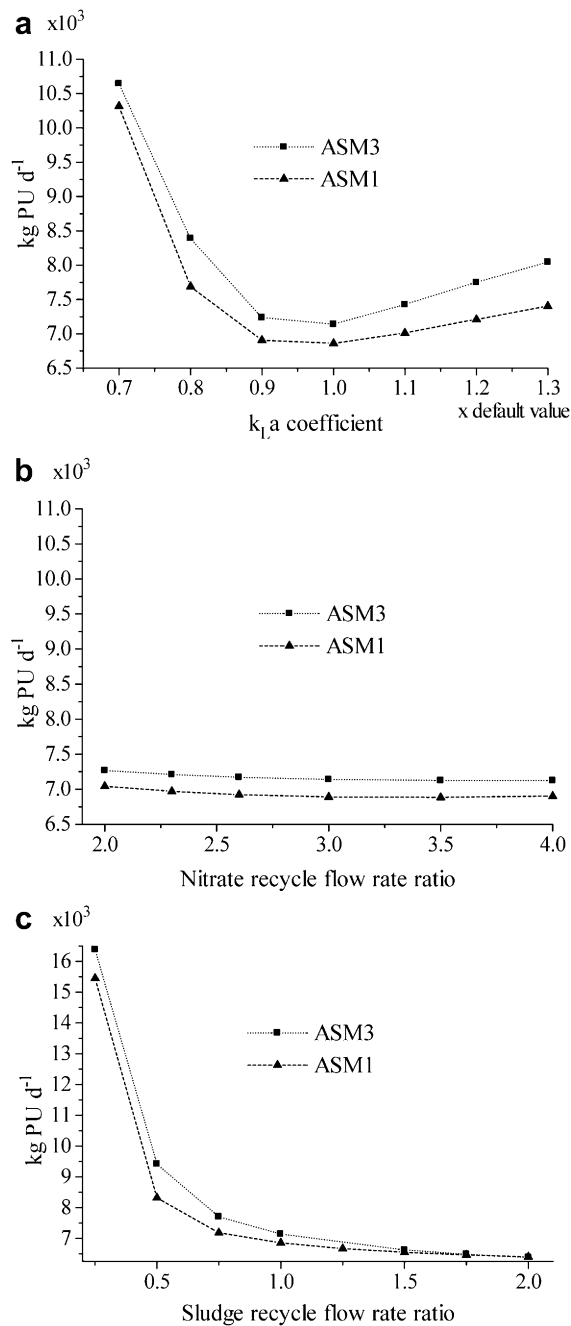 a
x10³
11.0
10.5
10.0
9.5
9.0
8.5
8.0
7.5
7.0
6.5
kg PU d⁻¹
ASM3
ASM1
0.7 0.8 0.9 1.0 1.1 1.2 1.3
x default value
kLa coefficient
b
x10³
11.0
10.5
10.0
9.5
9.0
8.5
8.0
7.5
7.0
6.5
kg PU d⁻¹
ASM3
ASM1
2.0 2.5 3.0 3.5 4.0
Nitrate recycle flow rate ratio
c
x10³
16
15
14
13
12
11
10
9
8
7
kg PU d⁻¹
ASM3
ASM1
0.5 1.0 1.5 2.0
Sludge recycle flow rate ratio